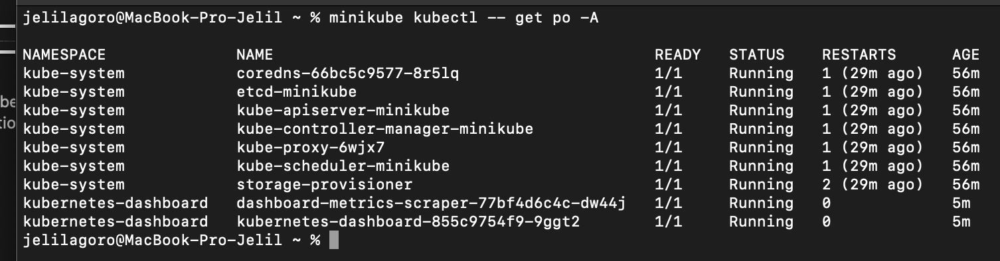 jelilagoro@MacBook-Pro-Jelil ~ % minikube kubectl -- get po -A
NAMESPACE NAME READY STATUS RESTARTS AGE
kube-system coredns-66bc5c9577-8r5lq 1/1 Running 1 (29m ago) 56m
kube-system etcd-minikube 1/1 Running 1 (29m ago) 56m
kube-system kube-apiserver-minikube 1/1 Running 1 (29m ago) 56m
kube-system kube-controller-manager-minikube 1/1 Running 1 (29m ago) 56m
kube-system kube-proxy-6wjx7 1/1 Running 1 (29m ago) 56m
kube-system kube-scheduler-minikube 1/1 Running 1 (29m ago) 56m
kube-system storage-provisioner 1/1 Running 2 (29m ago) 56m
kubernetes-dashboard dashboard-metrics-scraper-77bf4d6c4c-dw44j 1/1 Running 0 5m
kubernetes-dashboard kubernetes-dashboard-855c9754f9-9ggt2 1/1 Running 0 5m
jelilagoro@MacBook-Pro-Jelil ~ %